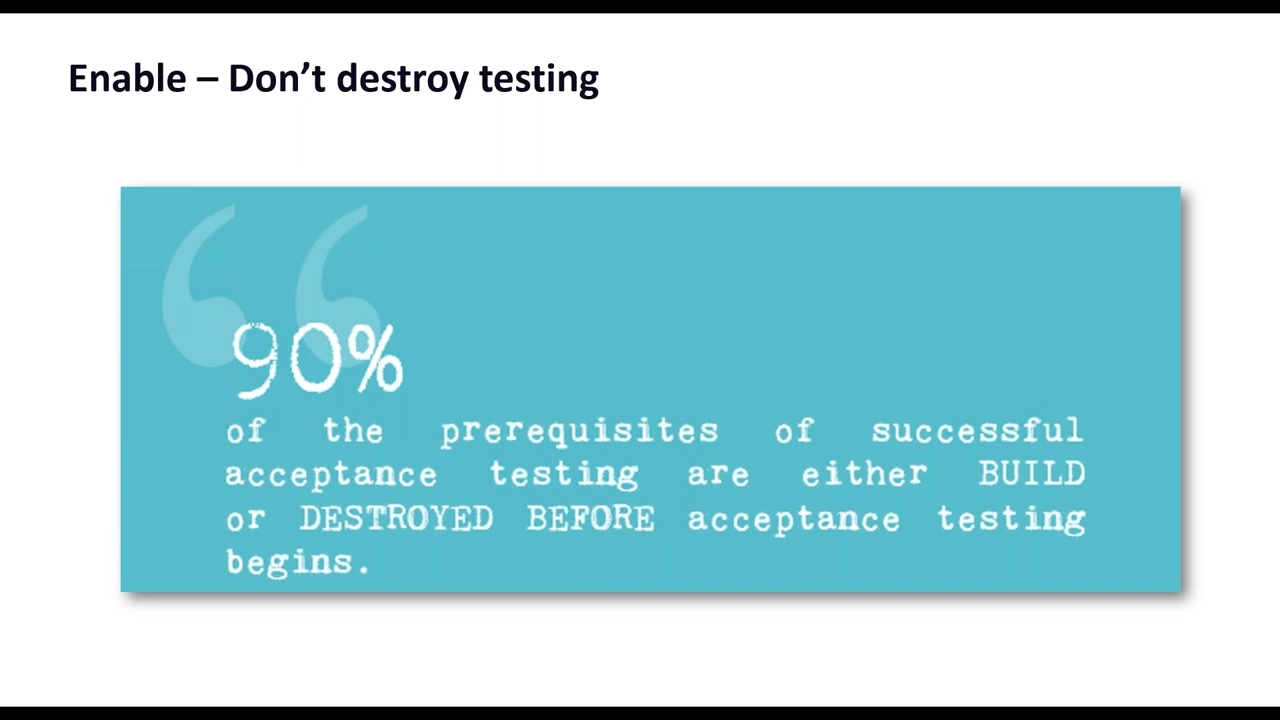 Enable – Don’t destroy testing
“
90%
of the prerequisites of successful
acceptance testing are either BUILD
or DESTROYED BEFORE acceptance testing
begins.